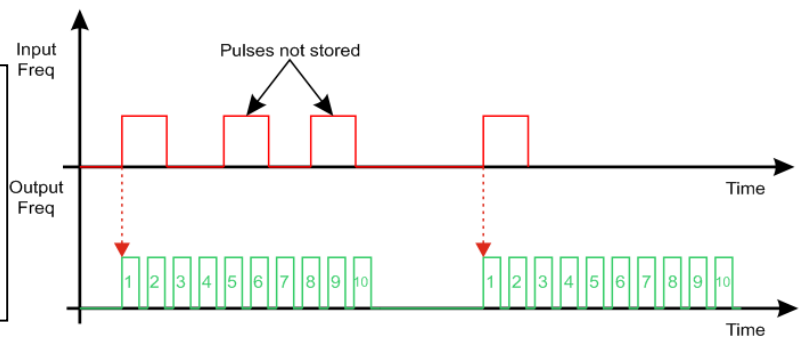 Input
Freq
Pulses not stored
Time
Output
Freq
1 2 3 4 5 6 7 8 9 10
1 2 3 4 5 6 7 8 9 10
Time